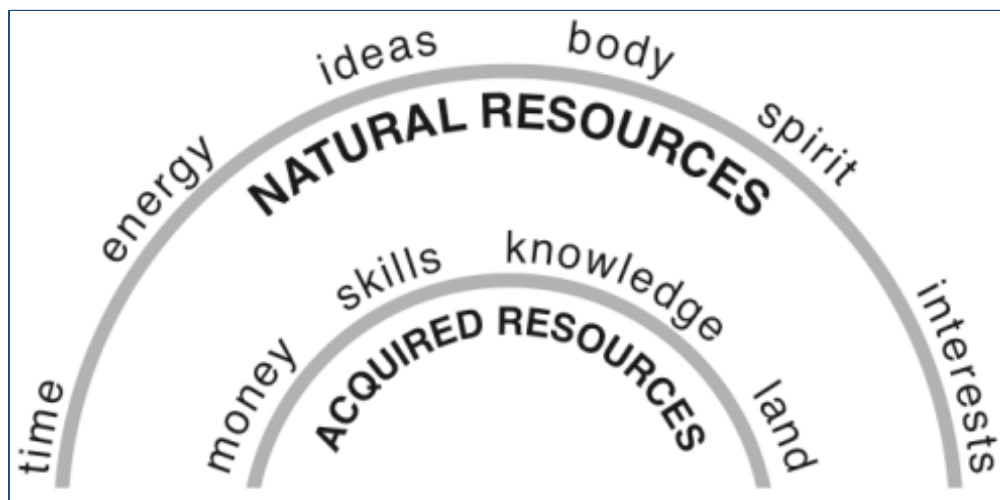 time energy ideas body spirit interests
NATURAL RESOURCES
money skills knowledge land
ACQUIRED RESOURCES